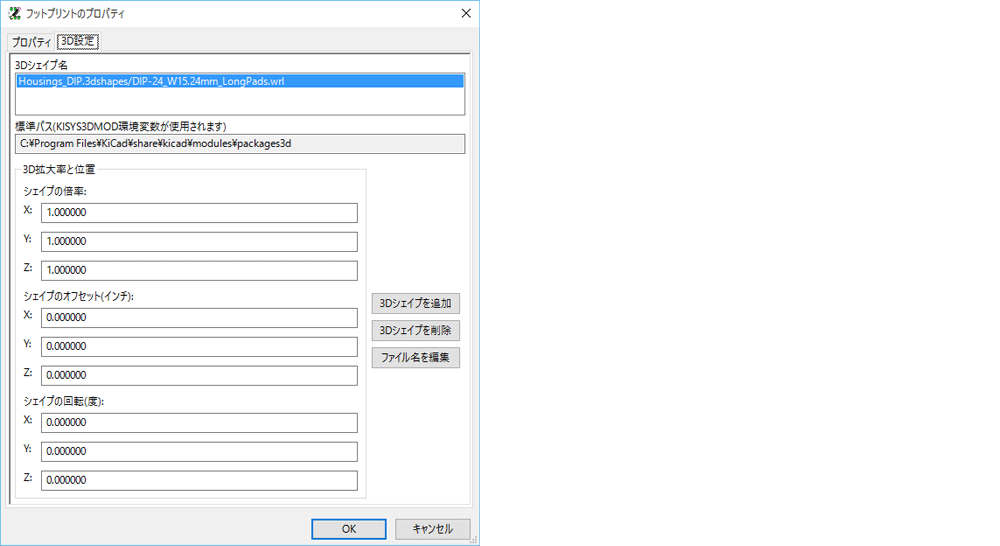 フットプリントのプロパティ
プロパティ 3D設定
3Dシェイプ名
Housings_DIP.3dshapes/DIP-24_W15.24mm_LongPads.wrl
標準パス(KISYS3DMOD環境変数が使用されます)
C:¥Program Files¥KiCad¥share¥kicad¥modules¥packages3d
3D拡大率と位置
シェイプの倍率:
X: 1.000000
Y: 1.000000
Z: 1.000000
シェイプのオフセット(インチ):
X: 0.000000
Y: 0.000000
Z: 0.000000
シェイプの回転(度):
X: 0.000000
Y: 0.000000
Z: 0.000000
3Dシェイプを追加
3Dシェイプを削除
ファイル名を編集
OK キャンセル